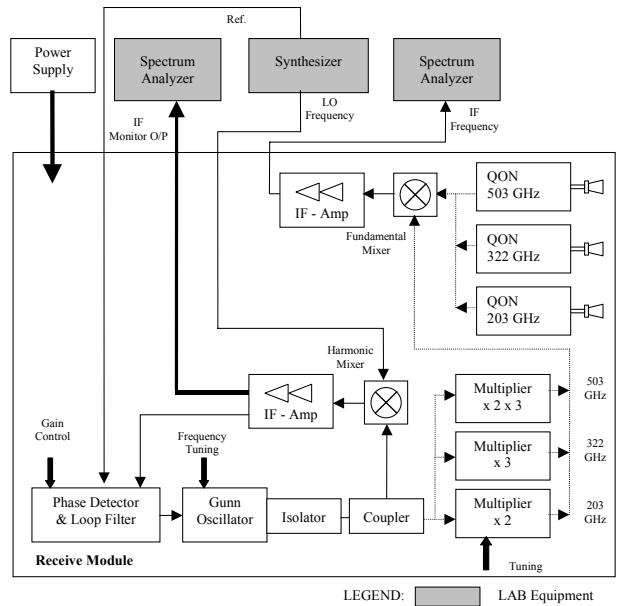 Ref.
Power
Supply
Spectrum
Analyzer
Synthesizer
Spectrum
Analyzer
IF
Monitor O/P
LO
Frequency
IF
Frequency
IF - Amp
Fundamental
Mixer
QON
503 GHz
QON
322 GHz
QON
203 GHz
Harmonic
Mixer
IF - Amp
Multiplier
x 2 x 3
503
GHz
Multiplier
x 3
322
GHz
Multiplier
x 2
203
GHz
Gain
Control
Frequency
Tuning
Phase Detector
& Loop Filter
Gunn
Oscillator
Isolator
Coupler
Tuning
Receive Module
LEGEND:
LAB Equipment